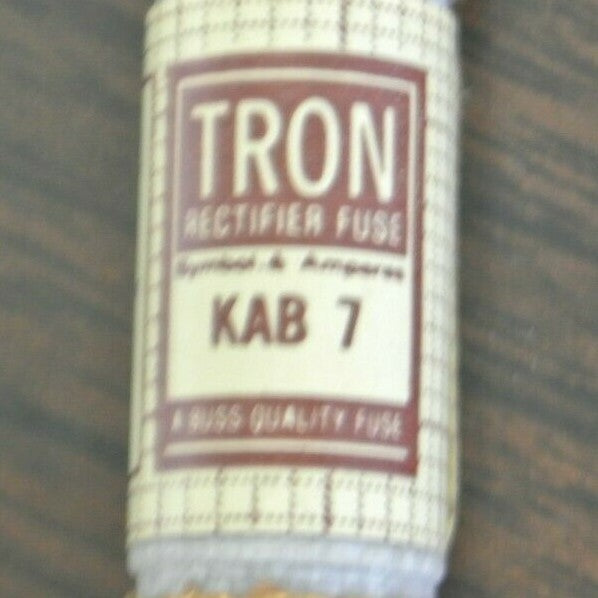 TRON
RECTIFIER FUSE
Symbol & Amperes
KAB 7
A BUSS QUALITY FUSE